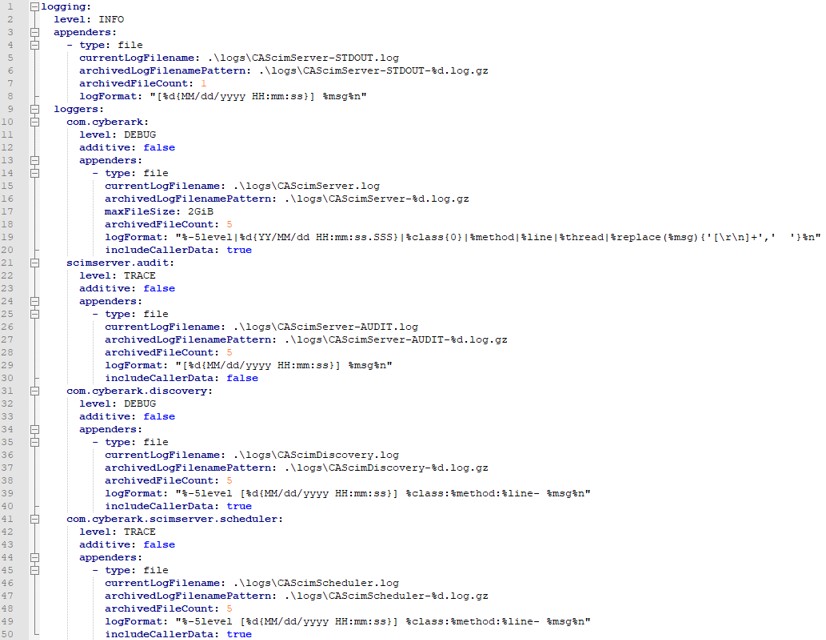 1 logging:
2   level: INFO
3   appenders:
4     - type: file
5       currentLogFilename: .\logs\CAScimServer-STDOUT.log
6       archivedLogFilenamePattern: .\logs\CAScimServer-STDOUT-%d.log.gz
7       archivedFileCount: 1
8       logFormat: "[%d{MM/dd/yyyy HH:mm:ss}] %msg%n"
9   loggers:
10     com.cyberark:
11       level: DEBUG
12       additive: false
13       appenders:
14         - type: file
15           currentLogFilename: .\logs\CAScimServer.log
16           archivedLogFilenamePattern: .\logs\CAScimServer-%d.log.gz
17           maxFileSize: 2GiB
18           archivedFileCount: 5
19           logFormat: "%-5level|%d{YY/MM/dd HH:mm:ss.SSS}|%class{0}|%method|%line|%thread|%replace(%msg){'[\r\n]+','  '}%n"
20           includeCallerData: true
21     scimserver.audit:
22       level: TRACE
23       additive: false
24       appenders:
25         - type: file
26           currentLogFilename: .\logs\CAScimServer-AUDIT.log
27           archivedLogFilenamePattern: .\logs\CAScimServer-AUDIT-%d.log.gz
28           archivedFileCount: 5
29           logFormat: "[%d{MM/dd/yyyy HH:mm:ss}] %msg%n"
30           includeCallerData: false
31     com.cyberark.discovery:
32       level: DEBUG
33       additive: false
34       appenders:
35         - type: file
36           currentLogFilename: .\logs\CAScimDiscovery.log
37           archivedLogFilenamePattern: .\logs\CAScimDiscovery-%d.log.gz
38           archivedFileCount: 5
39           logFormat: "%-5level [%d{MM/dd/yyyy HH:mm:ss}] %class:%method:%line- %msg%n"
40           includeCallerData: true
41     com.cyberark.scimserver.scheduler:
42       level: TRACE
43       additive: false
44       appenders:
45         - type: file
46           currentLogFilename: .\logs\CAScimScheduler.log
47           archivedLogFilenamePattern: .\logs\CAScimScheduler-%d.log.gz
48           archivedFileCount: 5
49           logFormat: "%-5level [%d{MM/dd/yyyy HH:mm:ss}] %class:%method:%line- %msg%n"
50           includeCallerData: true